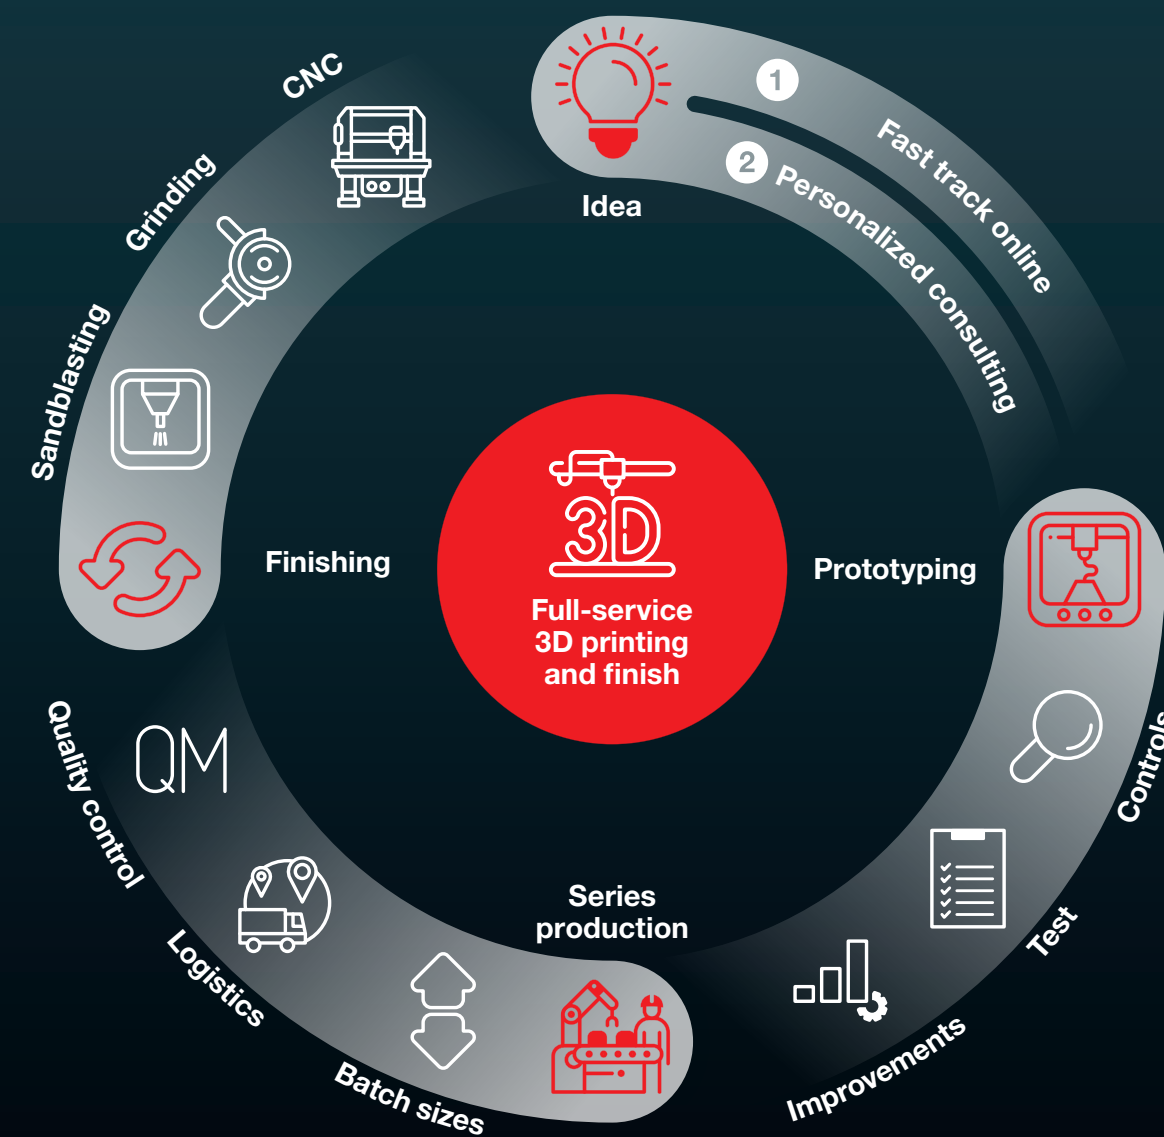 Idea
1
Fast track online
2
Personalized consulting
Prototyping
Controls
Test
Improvements
Series
production
Batch sizes
Logistics
Quality control
QM
Finishing
Sandblasting
Grinding
CNC
3D
Full-service
3D printing
and finish